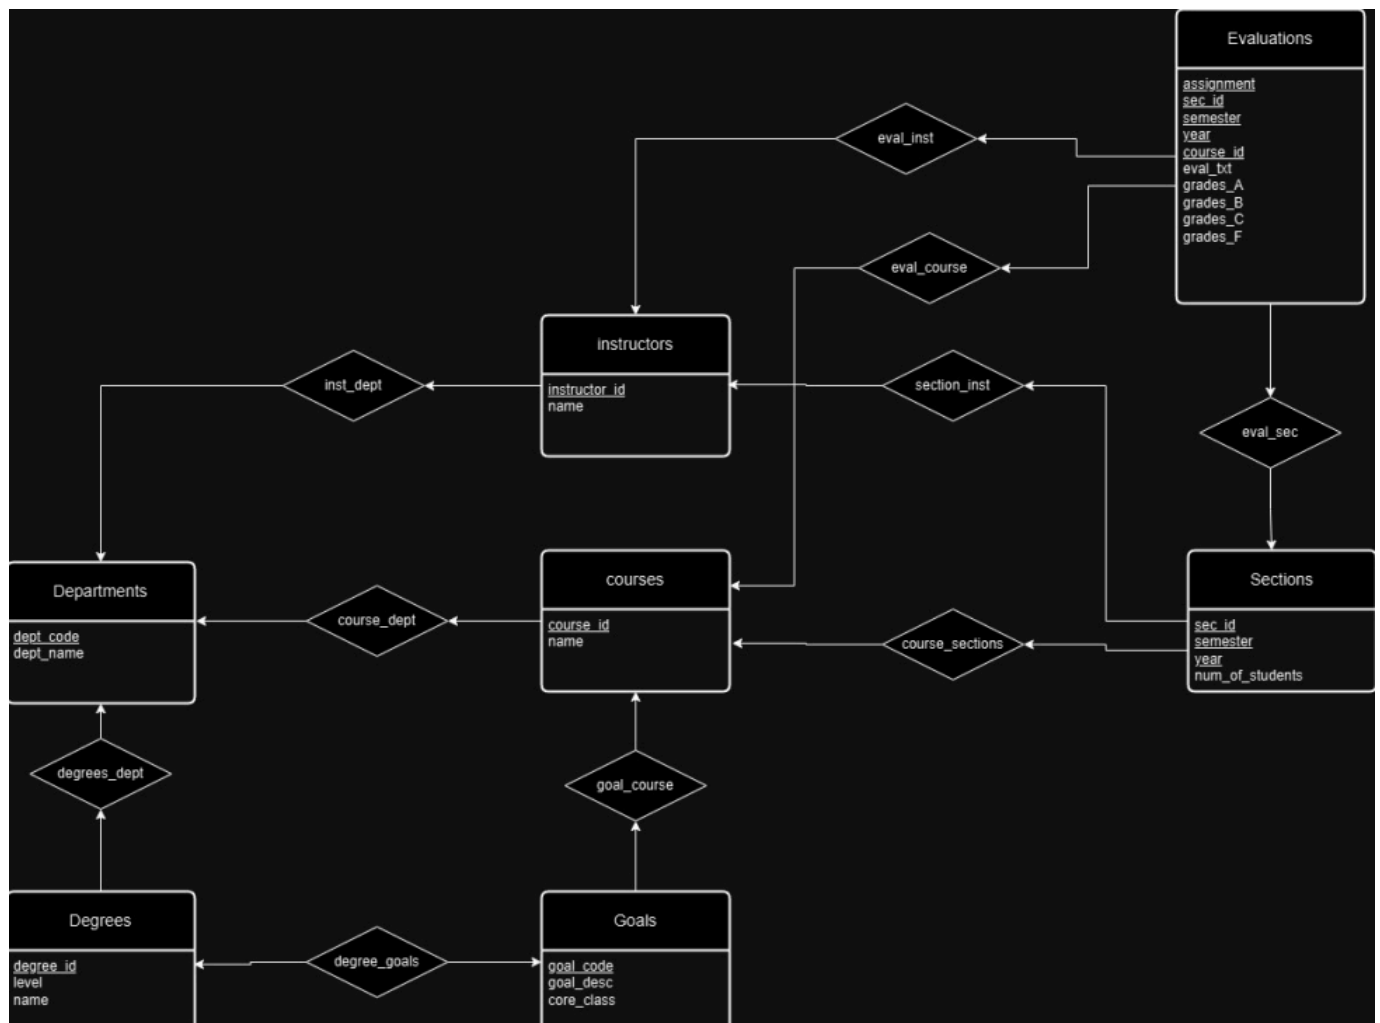 Evaluations
assignment
sec_id
semester
year
course_id
eval_txt
grades_A
grades_B
grades_C
grades_F
eval_inst
eval_course
instructors
instructor_id
name
inst_dept
section_inst
eval_sec
Departments
dept_code
dept_name
course_dept
courses
course_id
name
course_sections
Sections
sec_id
semester
year
num_of_students
degrees_dept
goal_course
Degrees
degree_id
level
name
degree_goals
Goals
goal_code
goal_desc
core_class